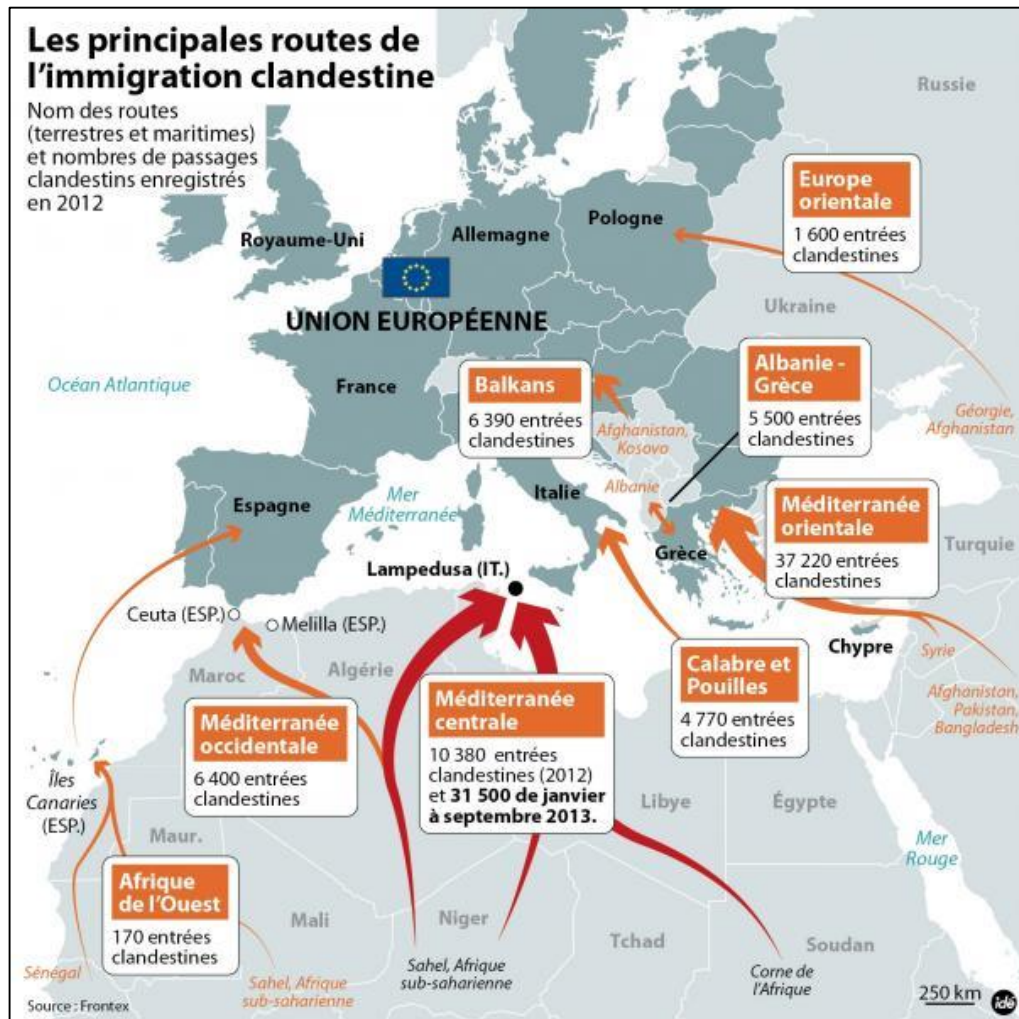 Les principales routes de
l'immigration clandestine
Nom des routes
(terrestres et maritimes)
et nombres de passages
clandestins enregistrés
en 2012
Russie
Europe
orientale
1 600 entrées
clandestines
Pologne
Royaume-Uni
Allemagne
UNION EUROPÉENNE
Ukraine
Océan Atlantique
France
Balkans
6 390 entrées
clandestines
Afghanistan,
Kosovo
Albanie -
Grèce
5 500 entrées
clandestines
Géorgie,
Afghanistan
Espagne
Mer
Méditerranée
Italie
Albanie
Grèce
Méditerranée
orientale
37 220 entrées
clandestines
Turquie
Lampedusa (IT.)
Ceuta (ESP.)
Melilla (ESP.)
Chypre
Syrie
Afghanistan,
Pakistan,
Bangladesh
Maroc
Algérie
Méditerranée
occidentale
6 400 entrées
clandestines
Méditerranée
centrale
10 380 entrées
clandestines (2012)
et 31 500 de janvier
à septembre 2013.
Calabre et
Pouilles
4 770 entrées
clandestines
Îles
Canaries
(ESP.)
Libye
Égypte
Mer
Rouge
Maur.
Afrique
de l'Ouest
170 entrées
clandestines
Mali
Niger
Tchad
Soudan
Sénégal
Sahel, Afrique
sub-saharienne
Sahel, Afrique
sub-saharienne
Corne de
l'Afrique
Source : Frontex
250 km
idé